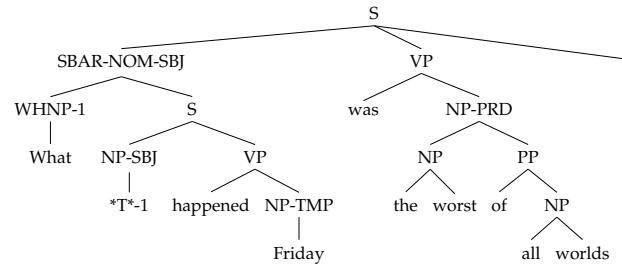 S
SBAR-NOM-SBJ VP
WHNP-1 S was NP-PRD
What NP-SBJ VP NP PP
*T*-1 happened NP-TMP the worst of NP
Friday all worlds